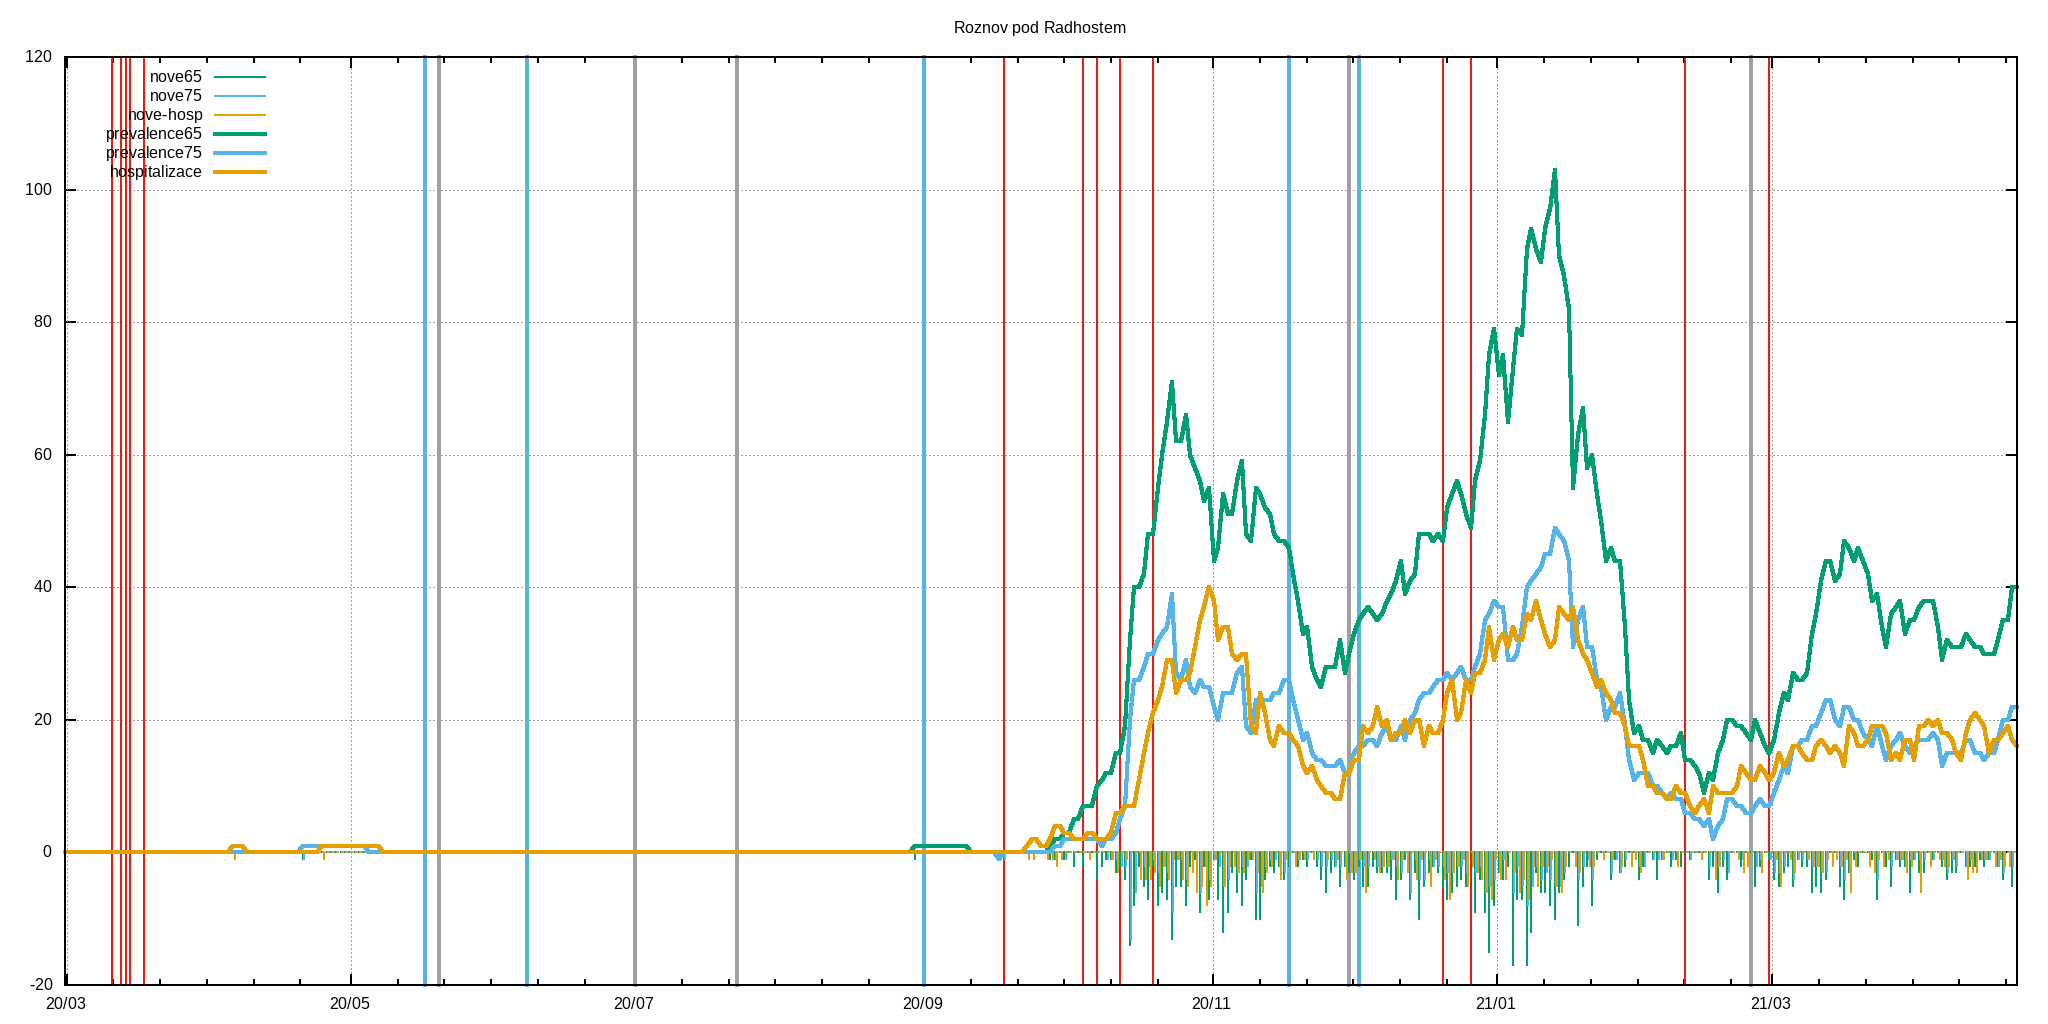 Roznov pod Radhostem
120
100
80
60
40
20
0
-20
nove65
nove75
nove-hosp
prevalence65
prevalence75
hospitalizace
20/03 20/05 20/07 20/09 20/11 21/01 21/03